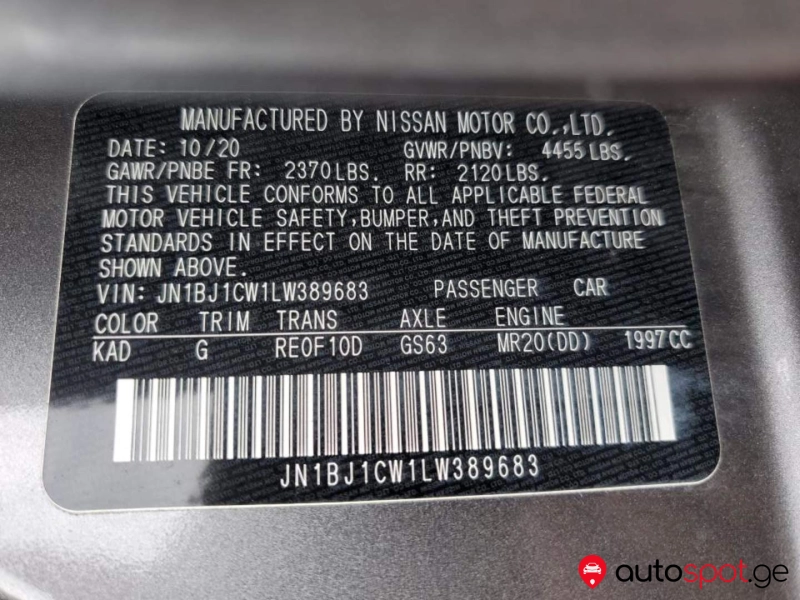 MANUFACTURED BY NISSAN MOTOR CO.,LTD.
DATE: 10/20 GVWR/PNBV: 4455 LBS.
GAWR/PNBE FR: 2370 LBS. RR: 2120 LBS.
THIS VEHICLE CONFORMS TO ALL APPLICABLE FEDERAL
MOTOR VEHICLE SAFETY,BUMPER,AND THEFT PREVENTION
STANDARDS IN EFFECT ON THE DATE OF MANUFACTURE
SHOWN ABOVE.
VIN: JN1BJ1CW1LW389683 PASSENGER CAR
COLOR TRIM TRANS AXLE ENGINE
KAD G RE0F10D GS63 MR20(DD) 1997CC
JN1BJ1CW1LW389683
autospot.ge